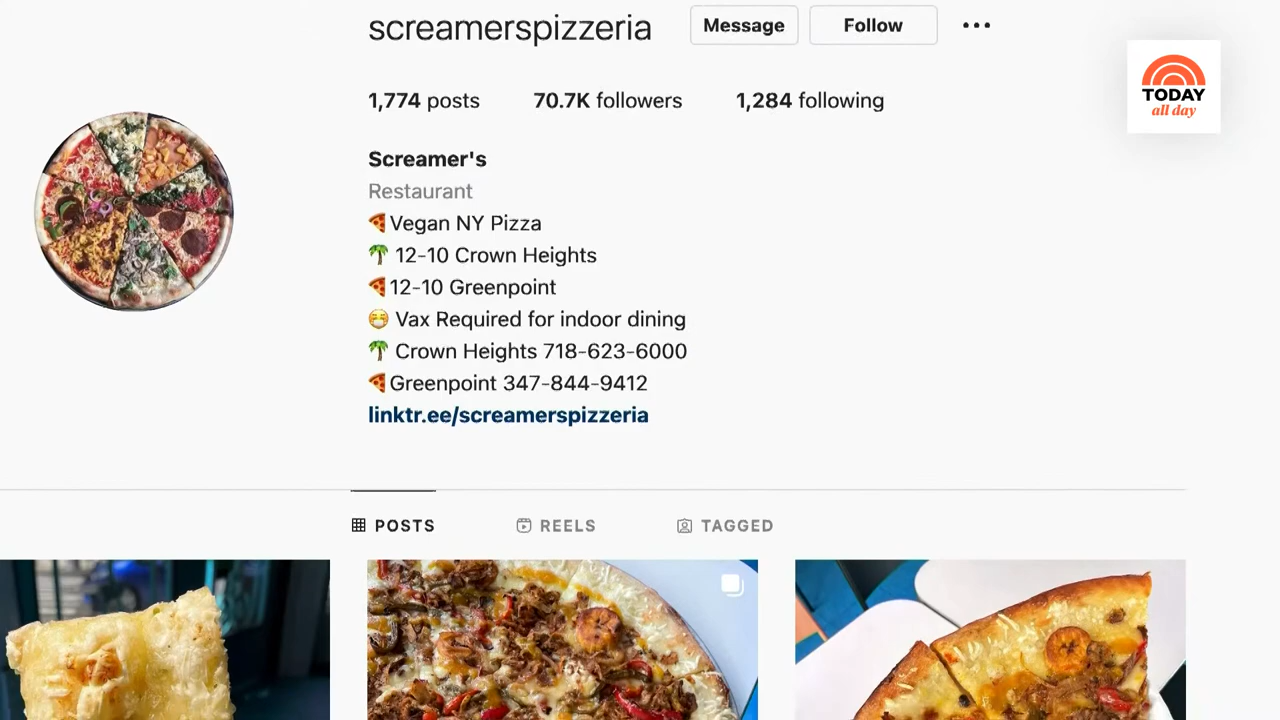 screamerspizzeria Message Follow
1,774 posts 70.7K followers 1,284 following
TODAY
all day
Screamer's
Restaurant
🍕Vegan NY Pizza
🌴 12-10 Crown Heights
🍕12-10 Greenpoint
😷 Vax Required for indoor dining
🌴 Crown Heights 718-623-6000
🍕Greenpoint 347-844-9412
linktr.ee/screamerspizzeria
POSTS REELS TAGGED